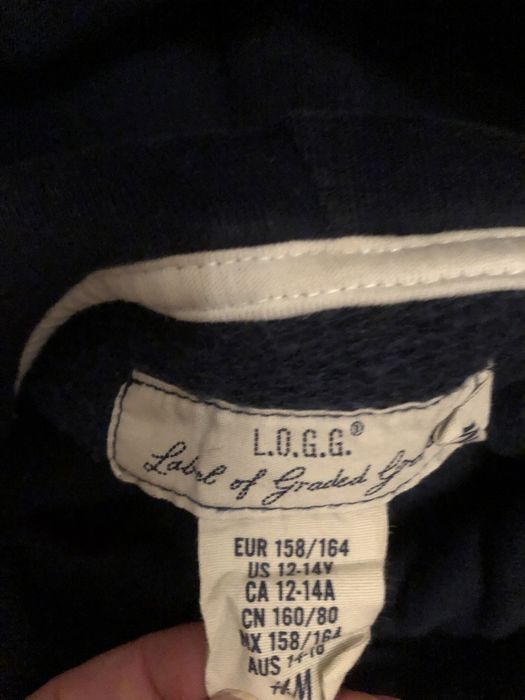 L.O.G.G.®
Label of Graded
EUR 158/164
US 12-14Y
CA 12-14A
CN 160/80
MX 158/164
AUS
H&M